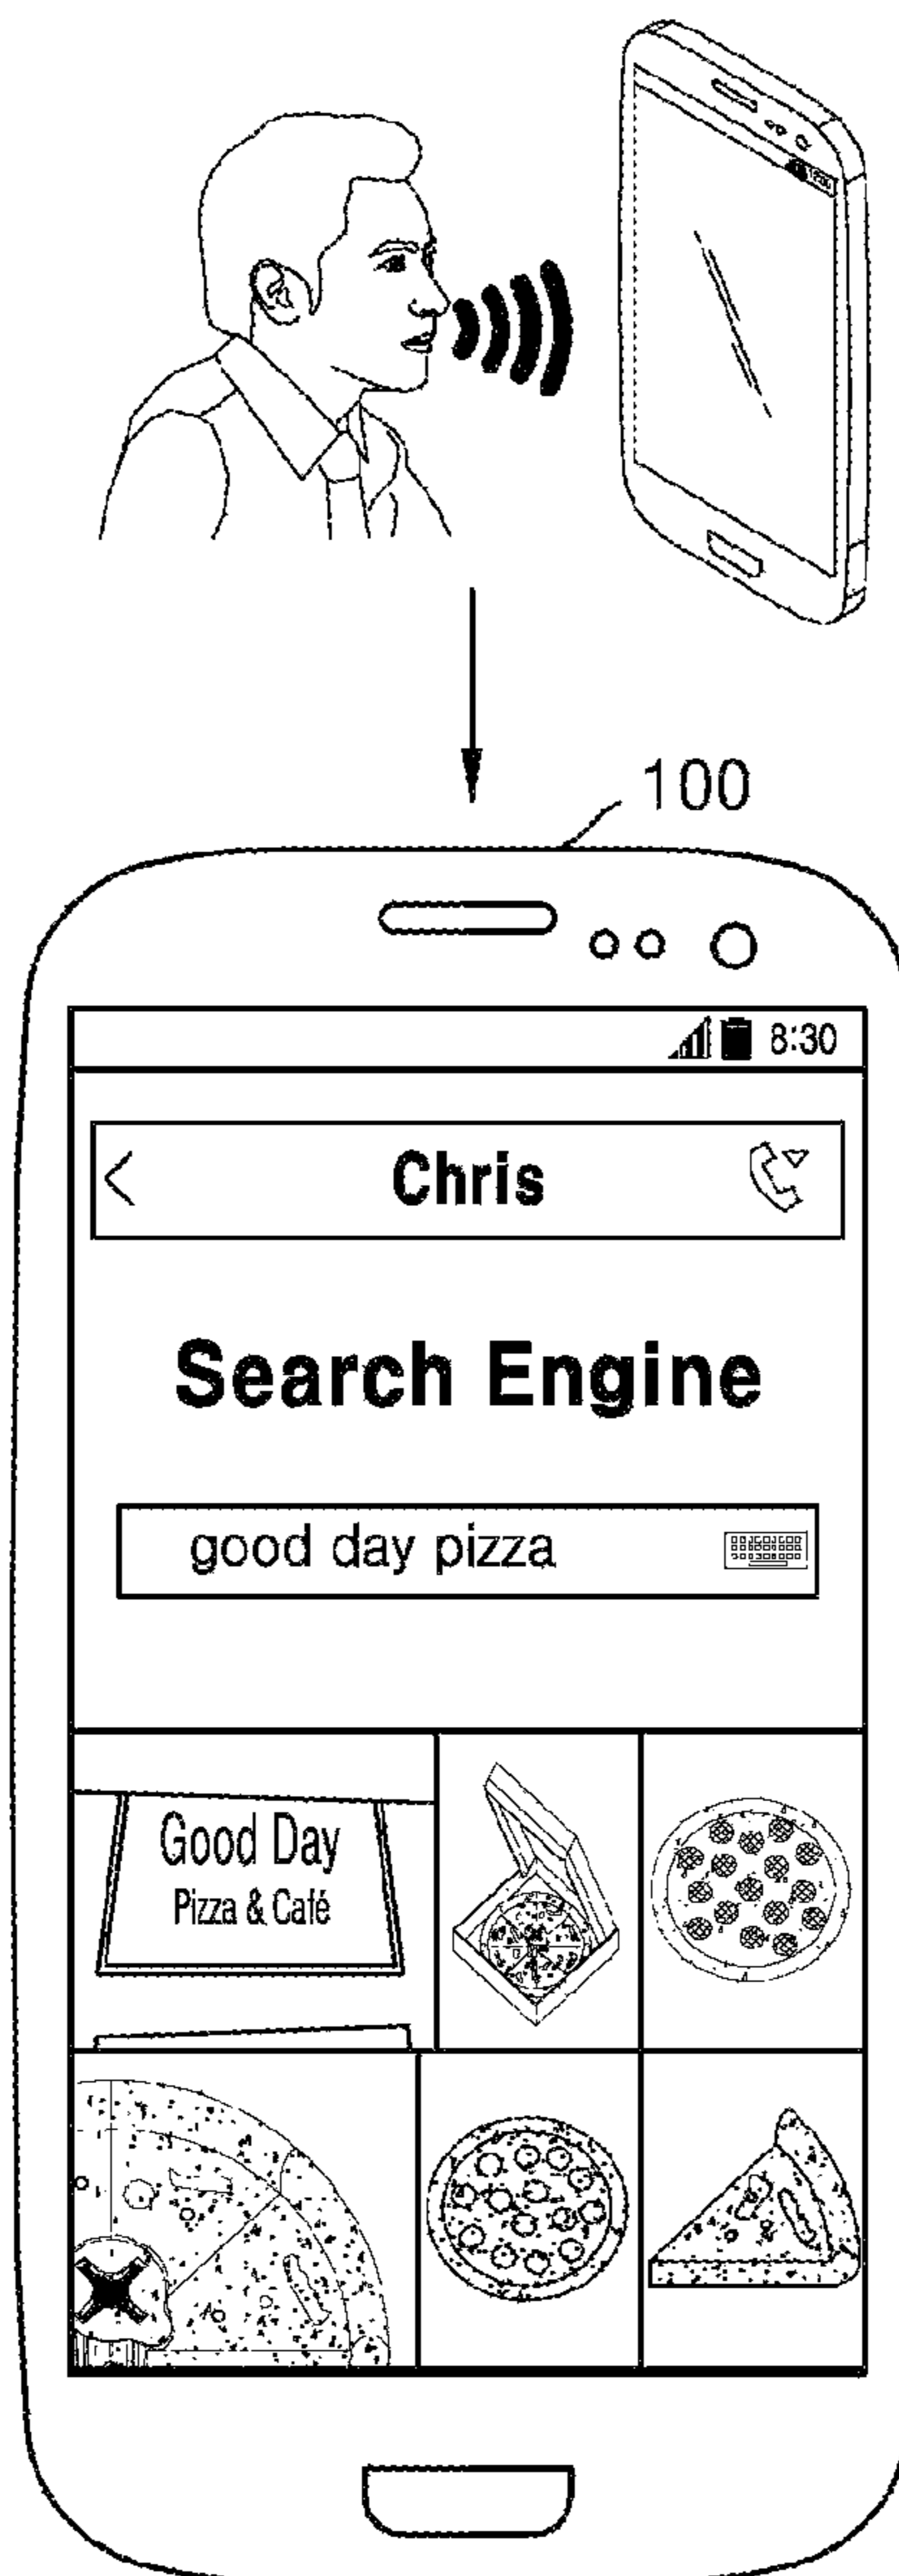 100
8:30
Chris
Search Engine
good day pizza
Good Day
Pizza & Café